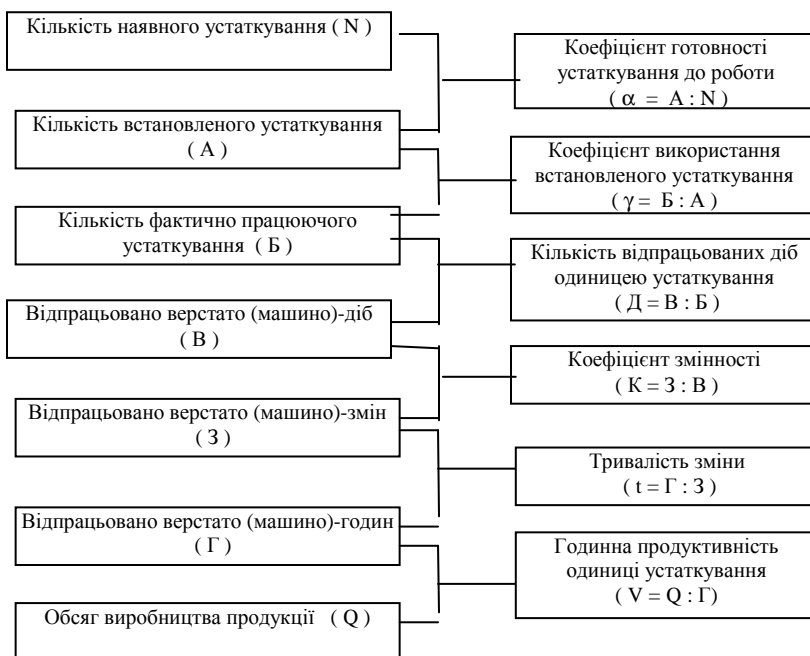 Кількість наявного устаткування ( N )
Кількість встановленого устаткування
( А )
Кількість фактично працюючого
устаткування ( Б )
Відпрацьовано верстато (машино)-діб
( В )
Відпрацьовано верстато (машино)-змін
( З )
Відпрацьовано верстато (машино)-годин
( Г )
Обсяг виробництва продукції ( Q )
Коефіцієнт готовності
устаткування до роботи
( α = А : N )
Коефіцієнт використання
встановленого устаткування
( γ = Б : А )
Кількість відпрацьованих діб
одиницею устаткування
( Д = В : Б )
Коефіцієнт змінності
( К = З : В )
Тривалість зміни
( t = Г : З )
Годинна продуктивність
одиниці устаткування
( V = Q : Г)